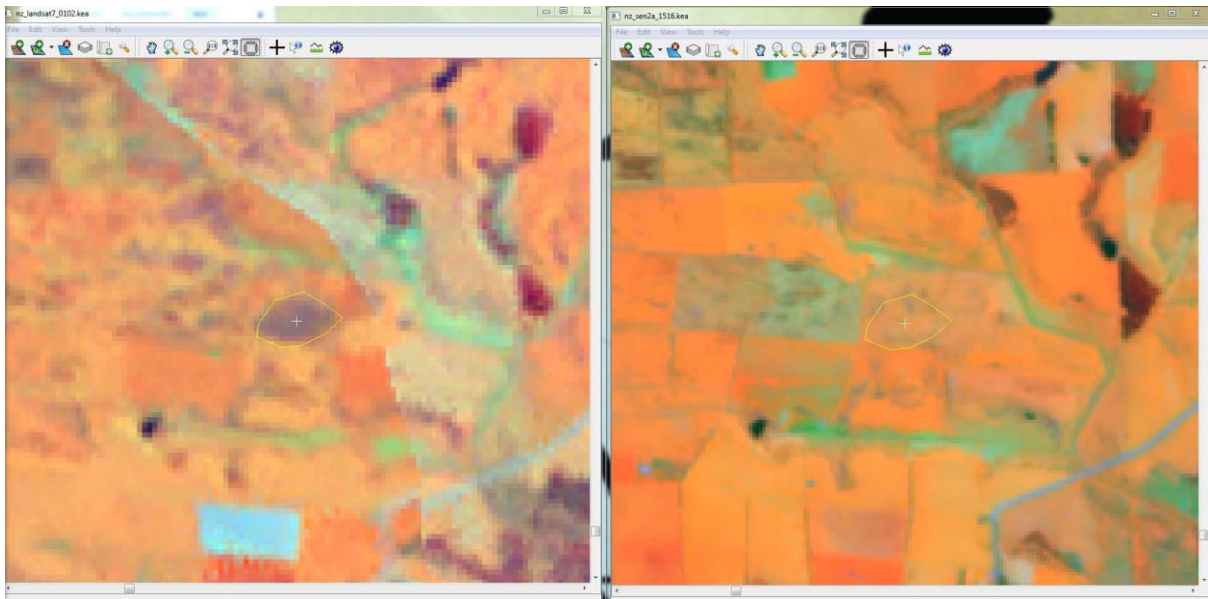 nz_landsat7_0102.kea
File Edit View Tools Help
nz_sen2a_1516.kea
File Edit View Tools Help